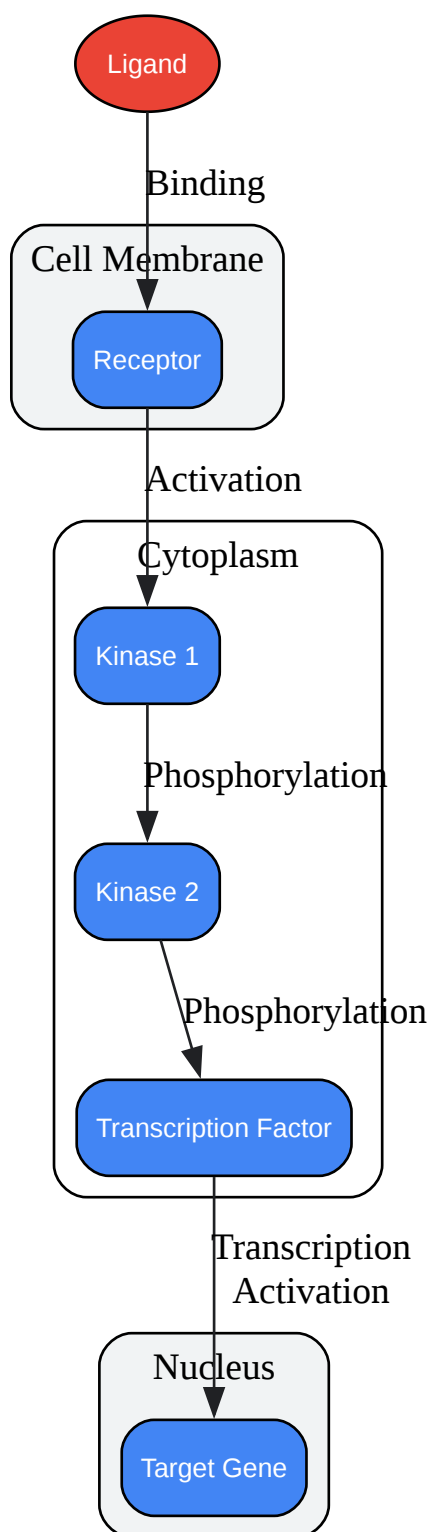 Ligand
Binding
Cell Membrane
Receptor
Activation
Cytoplasm
Kinase 1
Phosphorylation
Kinase 2
Phosphorylation
Transcription Factor
Transcription
Activation
Nucleus
Target Gene